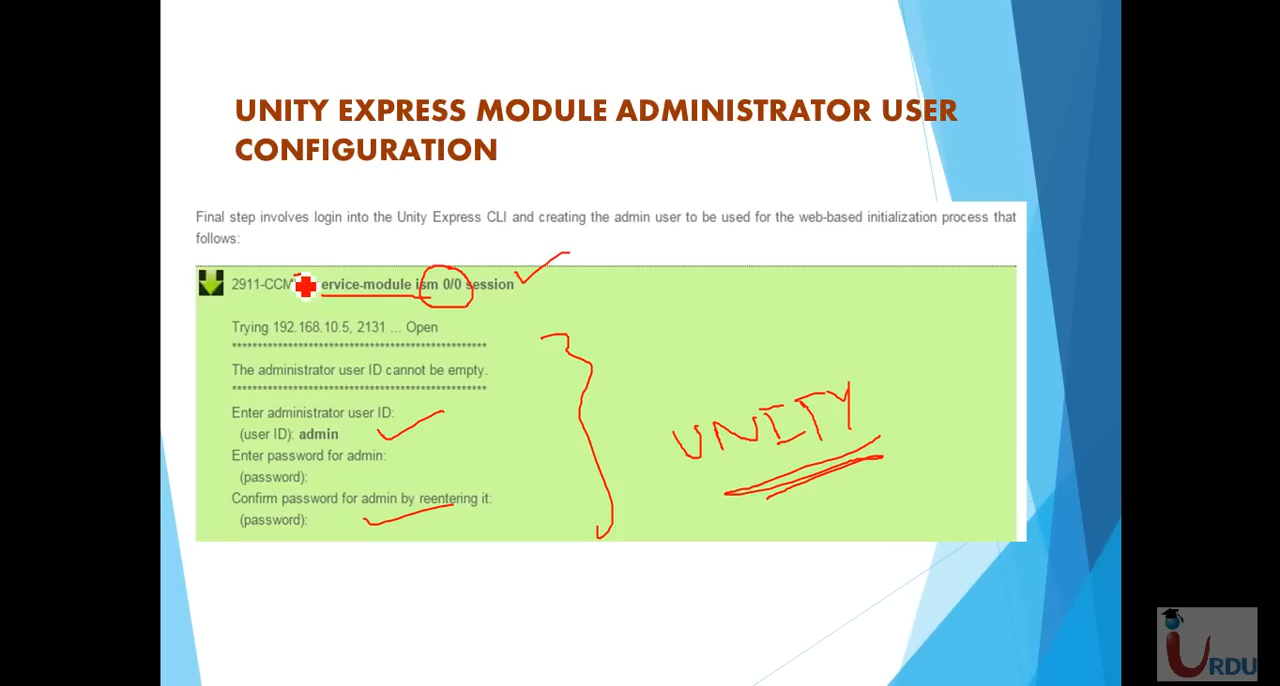 UNITY EXPRESS MODULE ADMINISTRATOR USER
CONFIGURATION
Final step involves login into the Unity Express CLI and creating the admin user to be used for the web-based initialization process that
follows:
2911-CCM ervice-module ism 0/0 session
Trying 192.168.10.5, 2131 ... Open
**************************************************
The administrator user ID cannot be empty.
**************************************************
Enter administrator user ID:
(user ID): admin
Enter password for admin:
(password):
Confirm password for admin by reentering it:
(password):
UNITY
iURDU